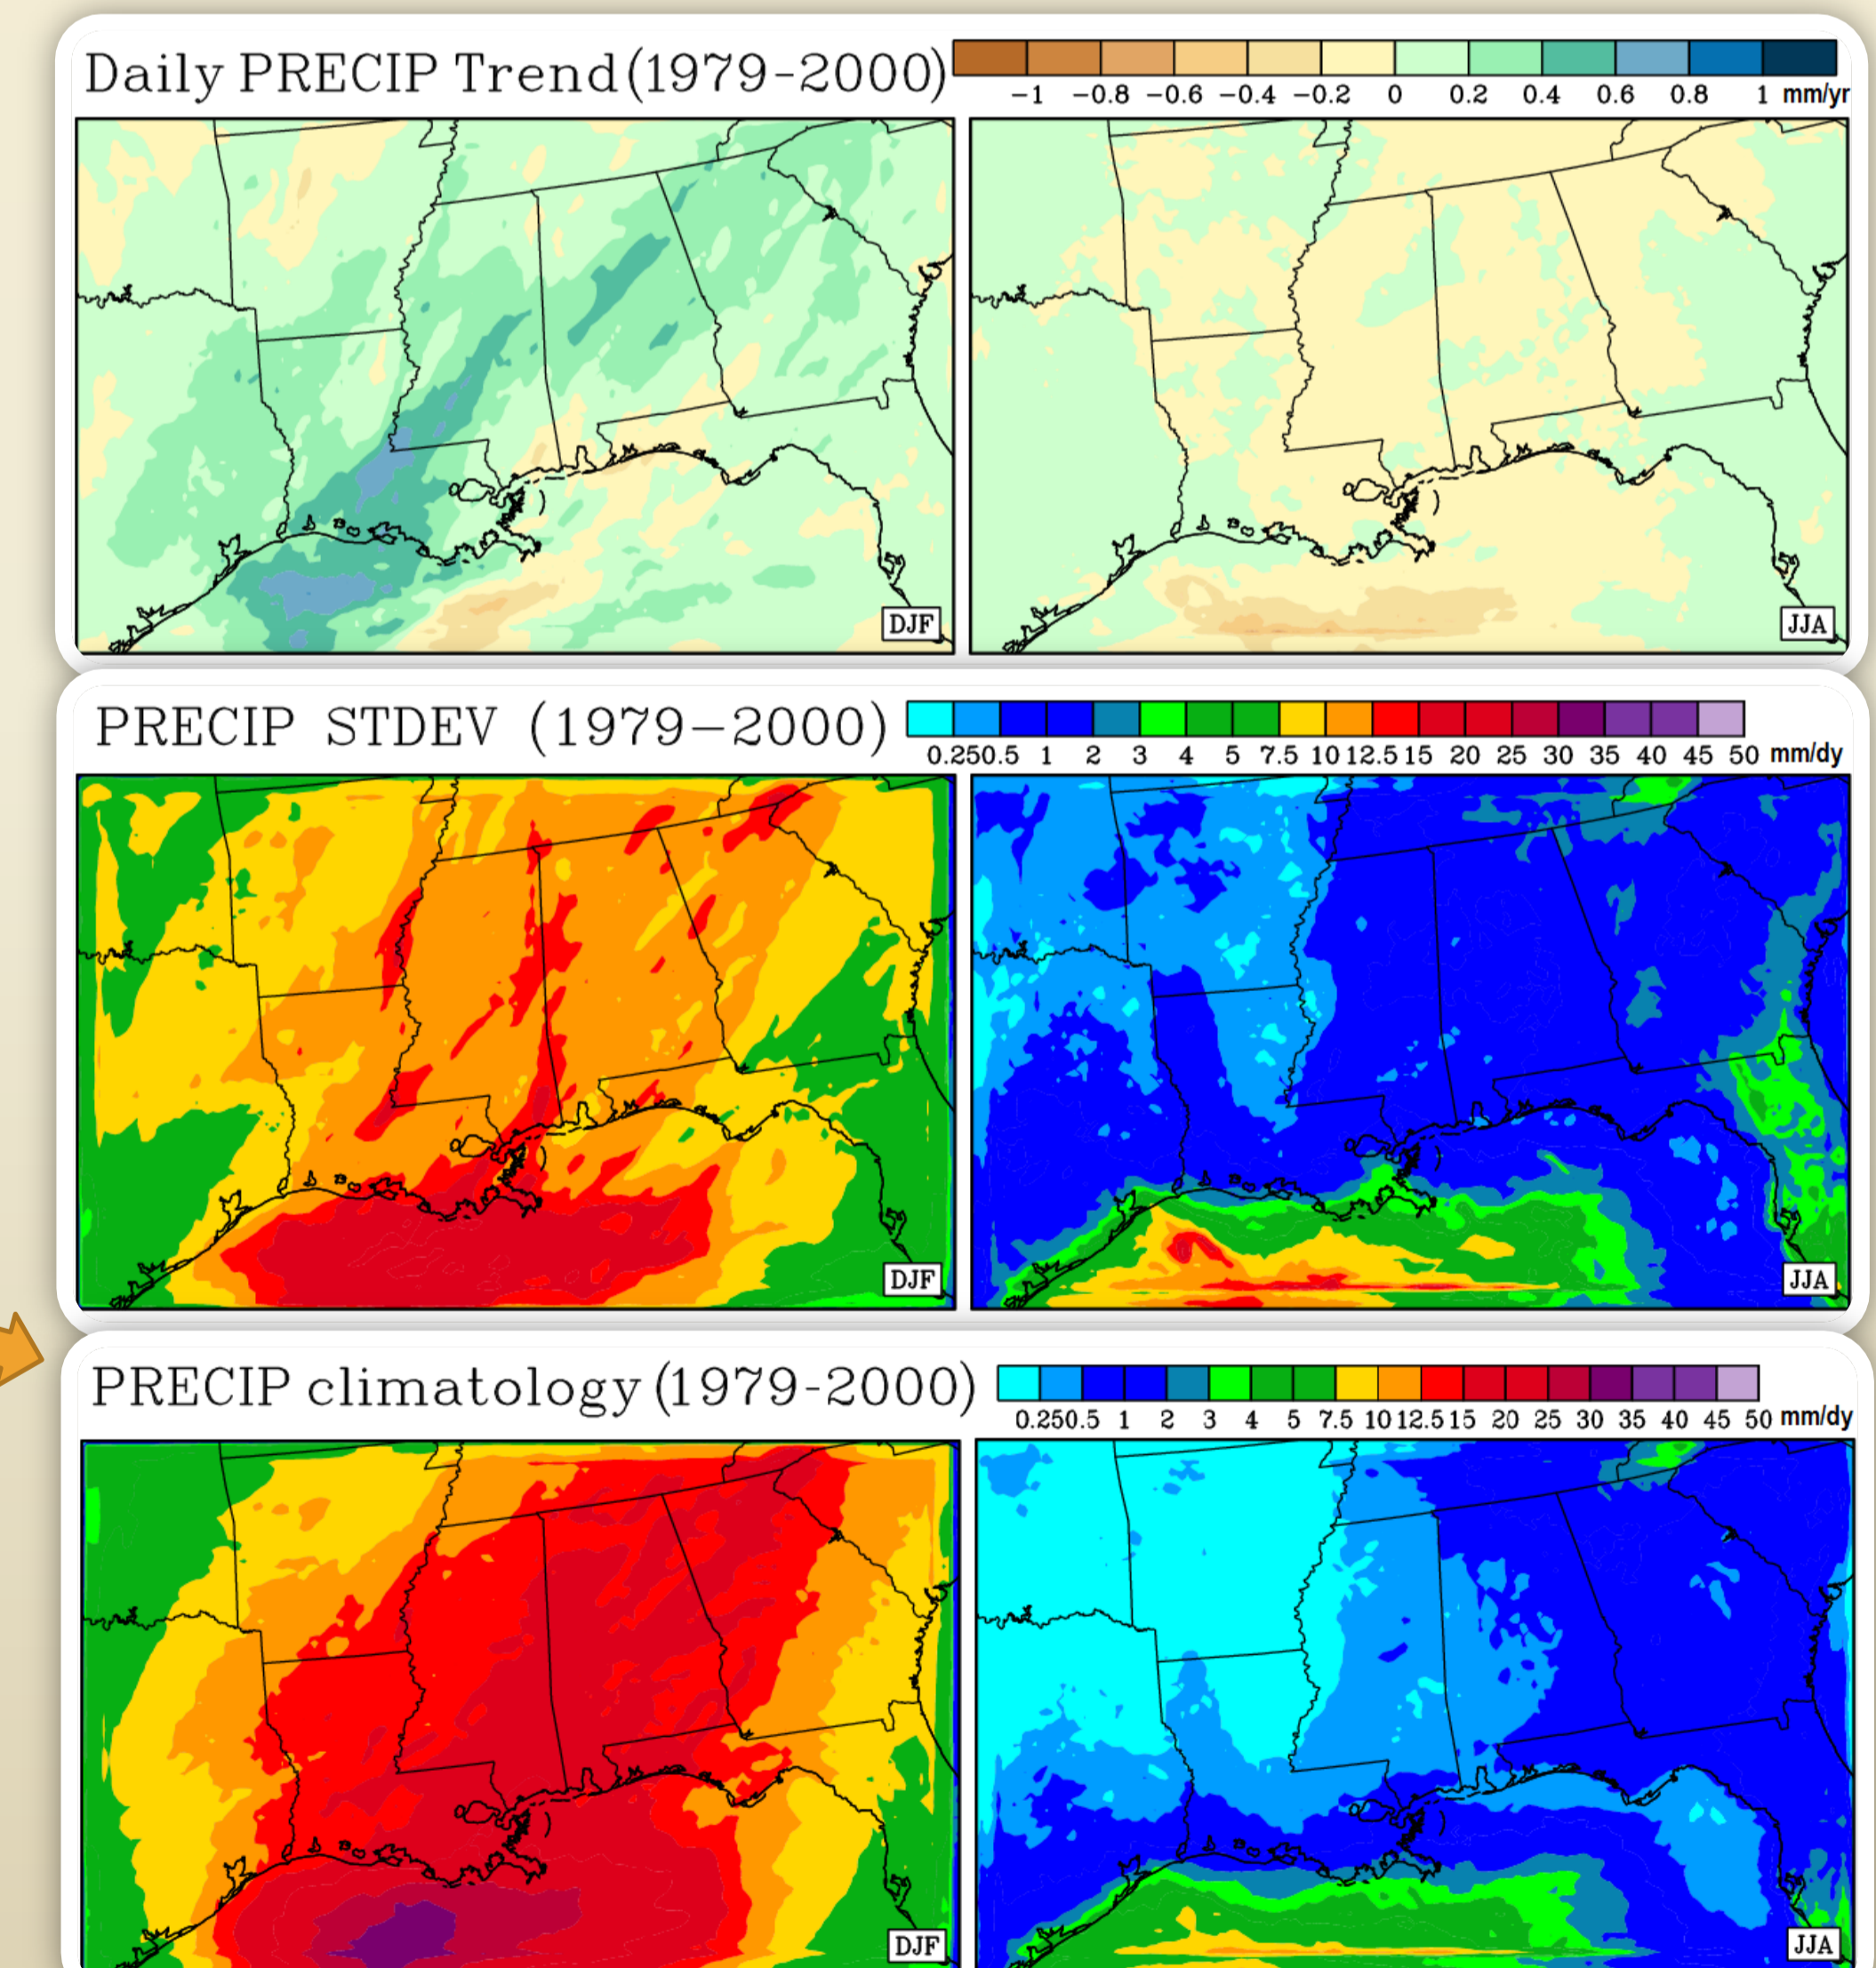 Daily PRECIP Trend (1979-2000)
-1 -0.8 -0.6 -0.4 -0.2 0 0.2 0.4 0.6 0.8 1 mm/yr
DJF JJA
PRECIP STDEV (1979-2000)
0.250.5 1 2 3 4 5 7.5 10 12.5 15 20 25 30 35 40 45 50 mm/dy
DJF JJA
PRECIP climatology (1979-2000)
0.250.5 1 2 3 4 5 7.5 10 12.5 15 20 25 30 35 40 45 50 mm/dy
DJF JJA